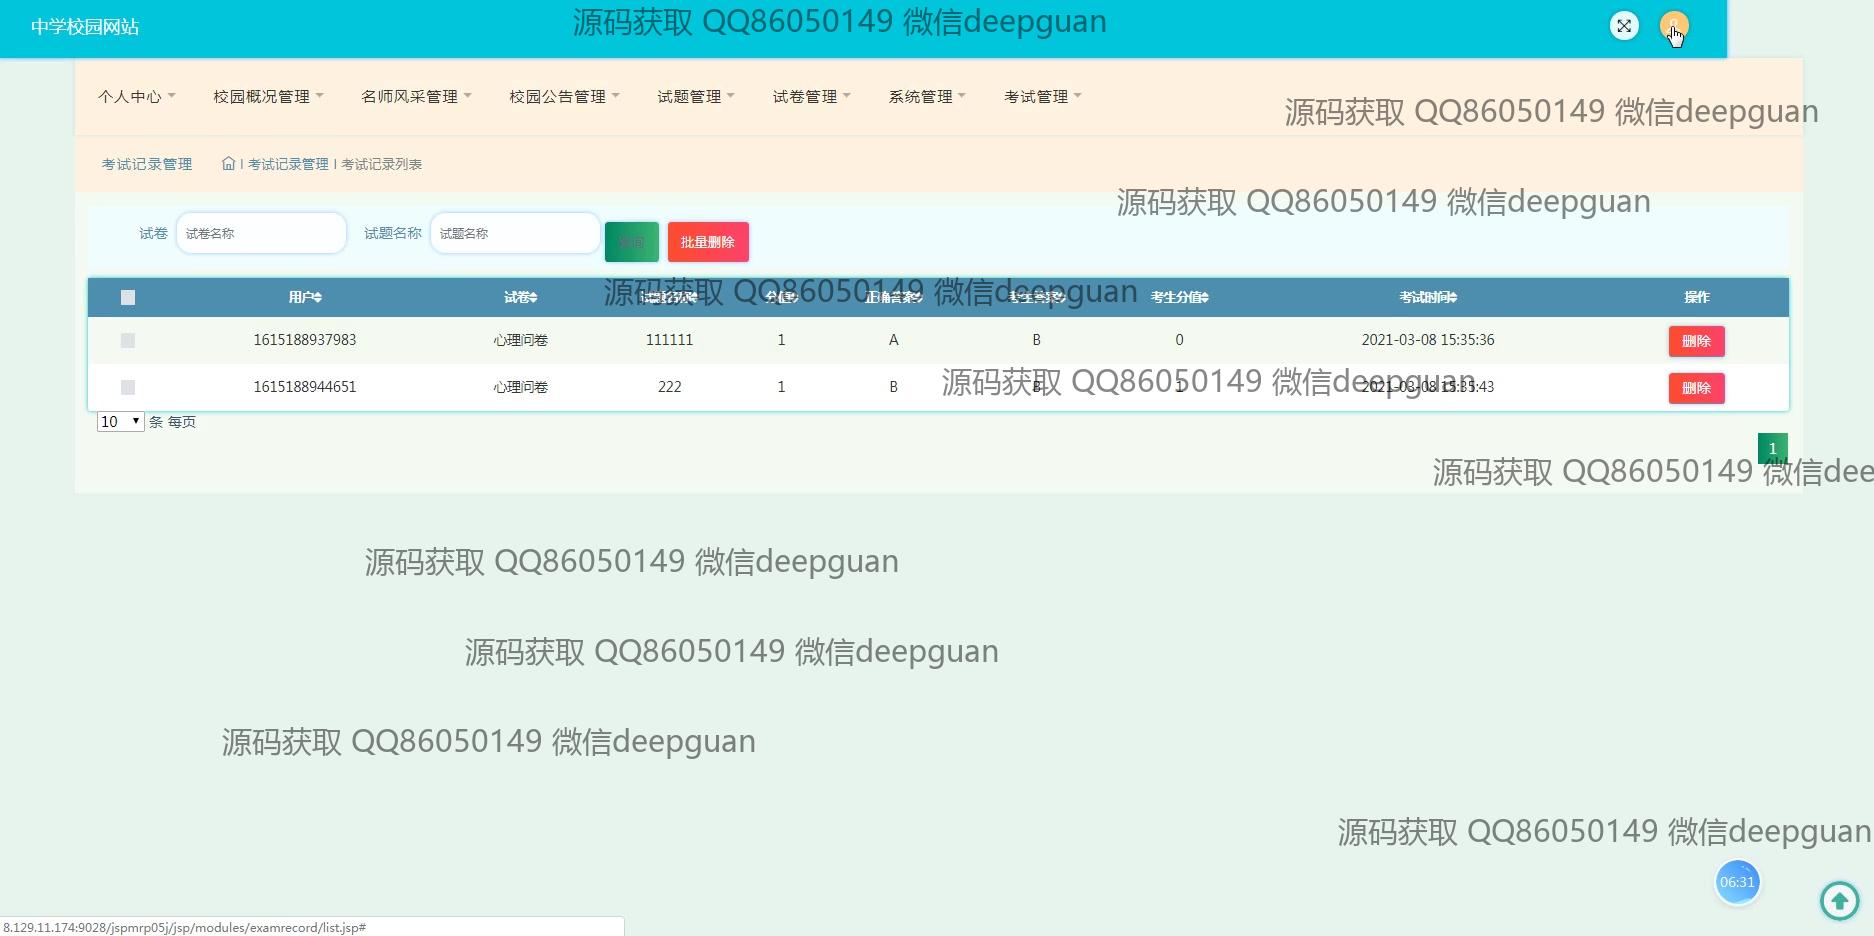 中学校园网站
源码获取 QQ86050149 微信deepguan
个人中心 校园概况管理 名师风采管理 校园公告管理 试题管理 试卷管理 系统管理 考试管理
源码获取 QQ86050149 微信deepguan
考试记录管理 I 考试记录管理 I 考试记录列表
源码获取 QQ86050149 微信deepguan
试卷 试卷名称 试题名称 试题名称 查询 批量删除
用户 试卷 试题名称 分值 正确答案 考生答案 考生分值 考试时间 操作
源码获取 QQ86050149 微信deepguan
1615188937983 心理问卷 111111 1 A B 0 2021-03-08 15:35:36 删除
1615188944651 心理问卷 222 1 B B 1 2021-03-08 15:35:43 删除
源码获取 QQ86050149 微信deepguan
10 条 每页
1
源码获取 QQ86050149 微信dee
源码获取 QQ86050149 微信deepguan
源码获取 QQ86050149 微信deepguan
源码获取 QQ86050149 微信deepguan
源码获取 QQ86050149 微信deepguan
06:31
8.129.11.174:9028/jspmrp05j/jsp/modules/examrecord/list.jsp#